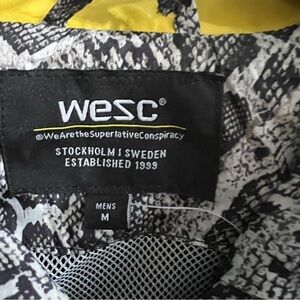 wesc®
@WeAretheSuperlativeConspiracy
STOCKHOLM | SWEDEN
ESTABLISHED 1999
MENS
M